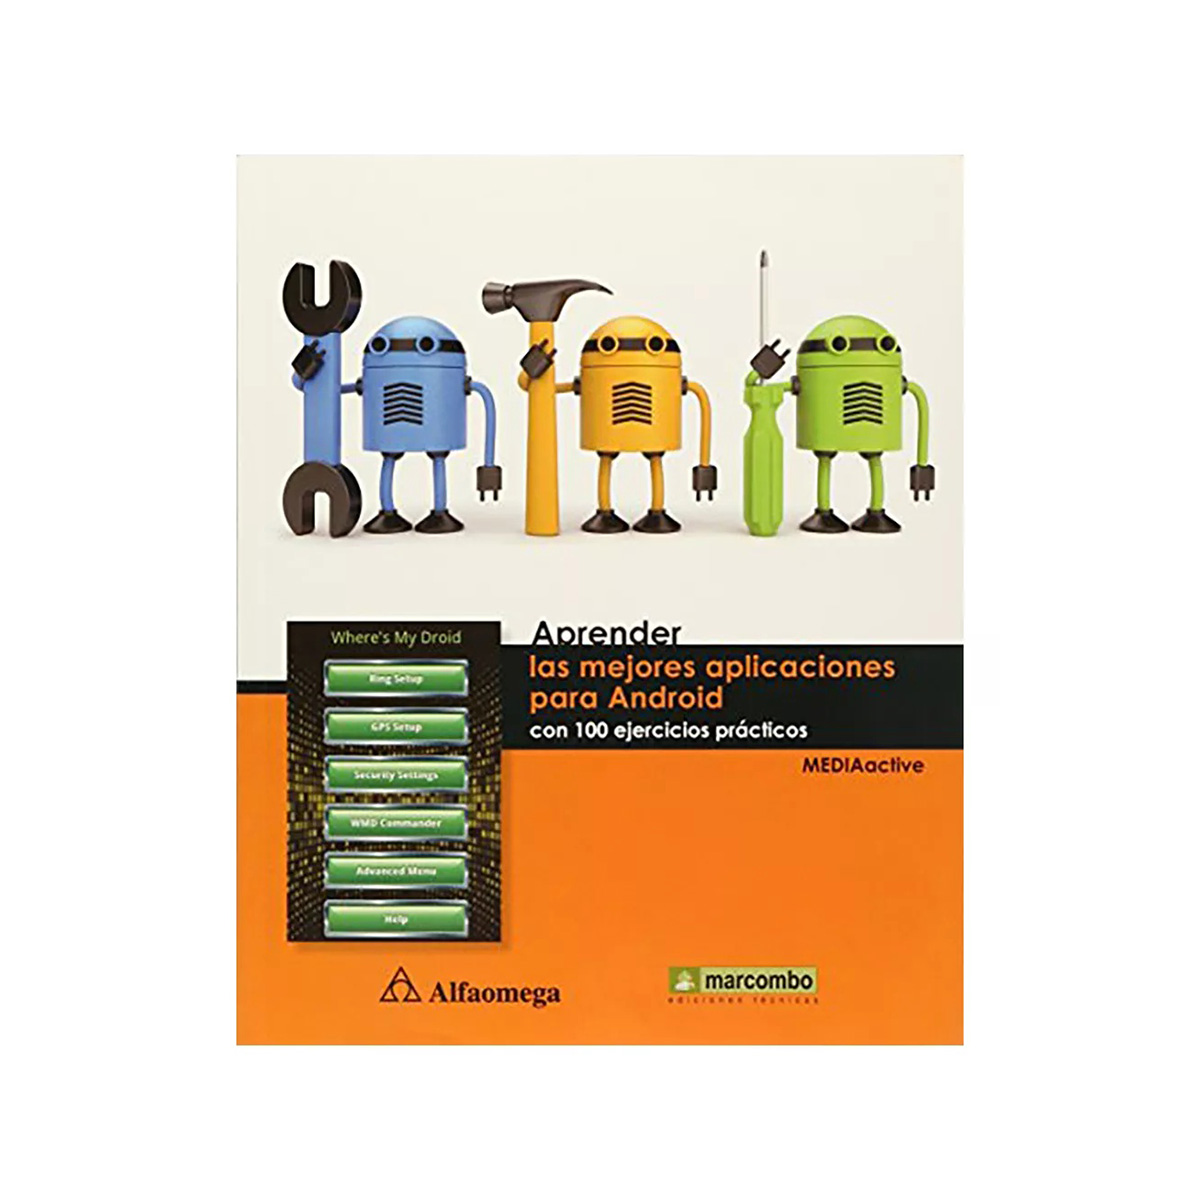 Where's My Droid
Ring Setup
GPS Setup
Security Settings
WMD Commander
Advanced Menu
Help
Aprender
las mejores aplicaciones
para Android
con 100 ejercicios prácticos
MEDIAactive
Alfaomega
marcombo
ediciones técnicas